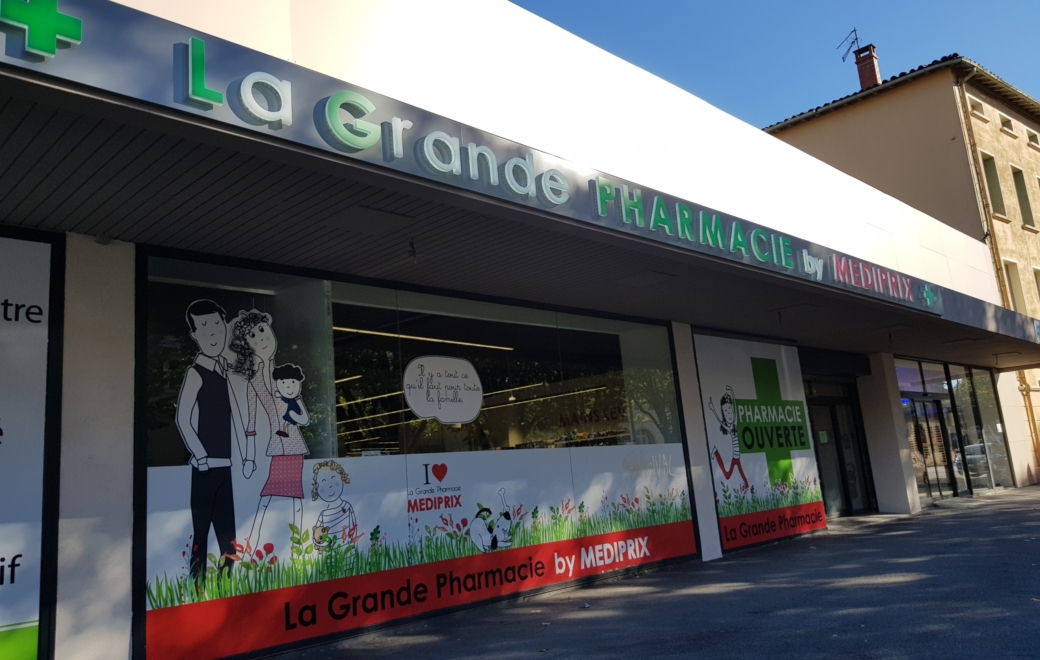 La Grande PHARMACIE by MEDIPRIX
tre
if
Il y a tout ce
qu'il faut pour toute
la famille.
I
La Grande Pharmacie
MEDIPRIX
La Grande Pharmacie by MEDIPRIX
PHARMACIE
OUVERTE
La Grande Pharmacie